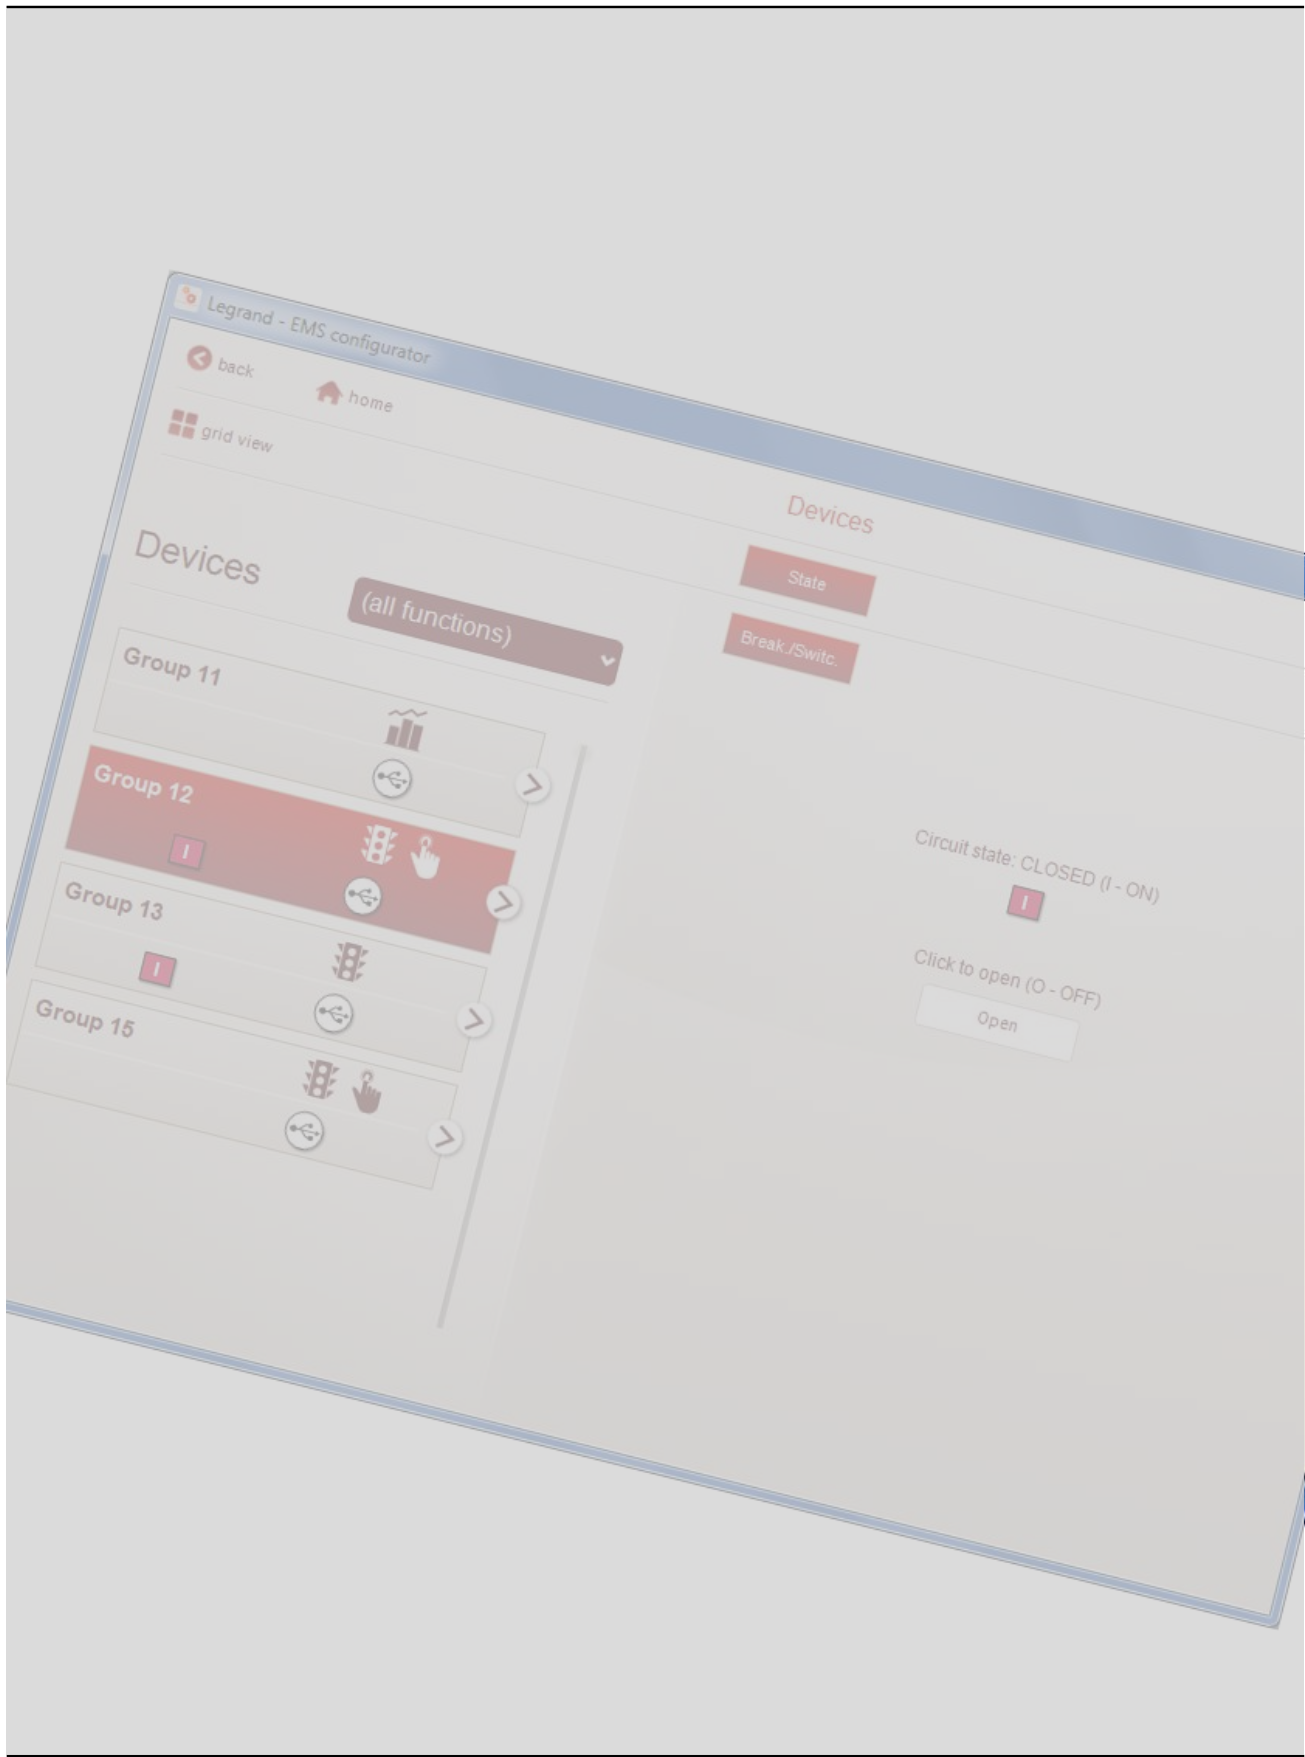 Legrand - EMS configurator
back
home
grid view
Devices
Devices
(all functions)
State
Break./Switc.
Group 11
Group 12
I
Group 13
I
Group 15
Circuit state: CLOSED (I - ON)
I
Click to open (O - OFF)
Open